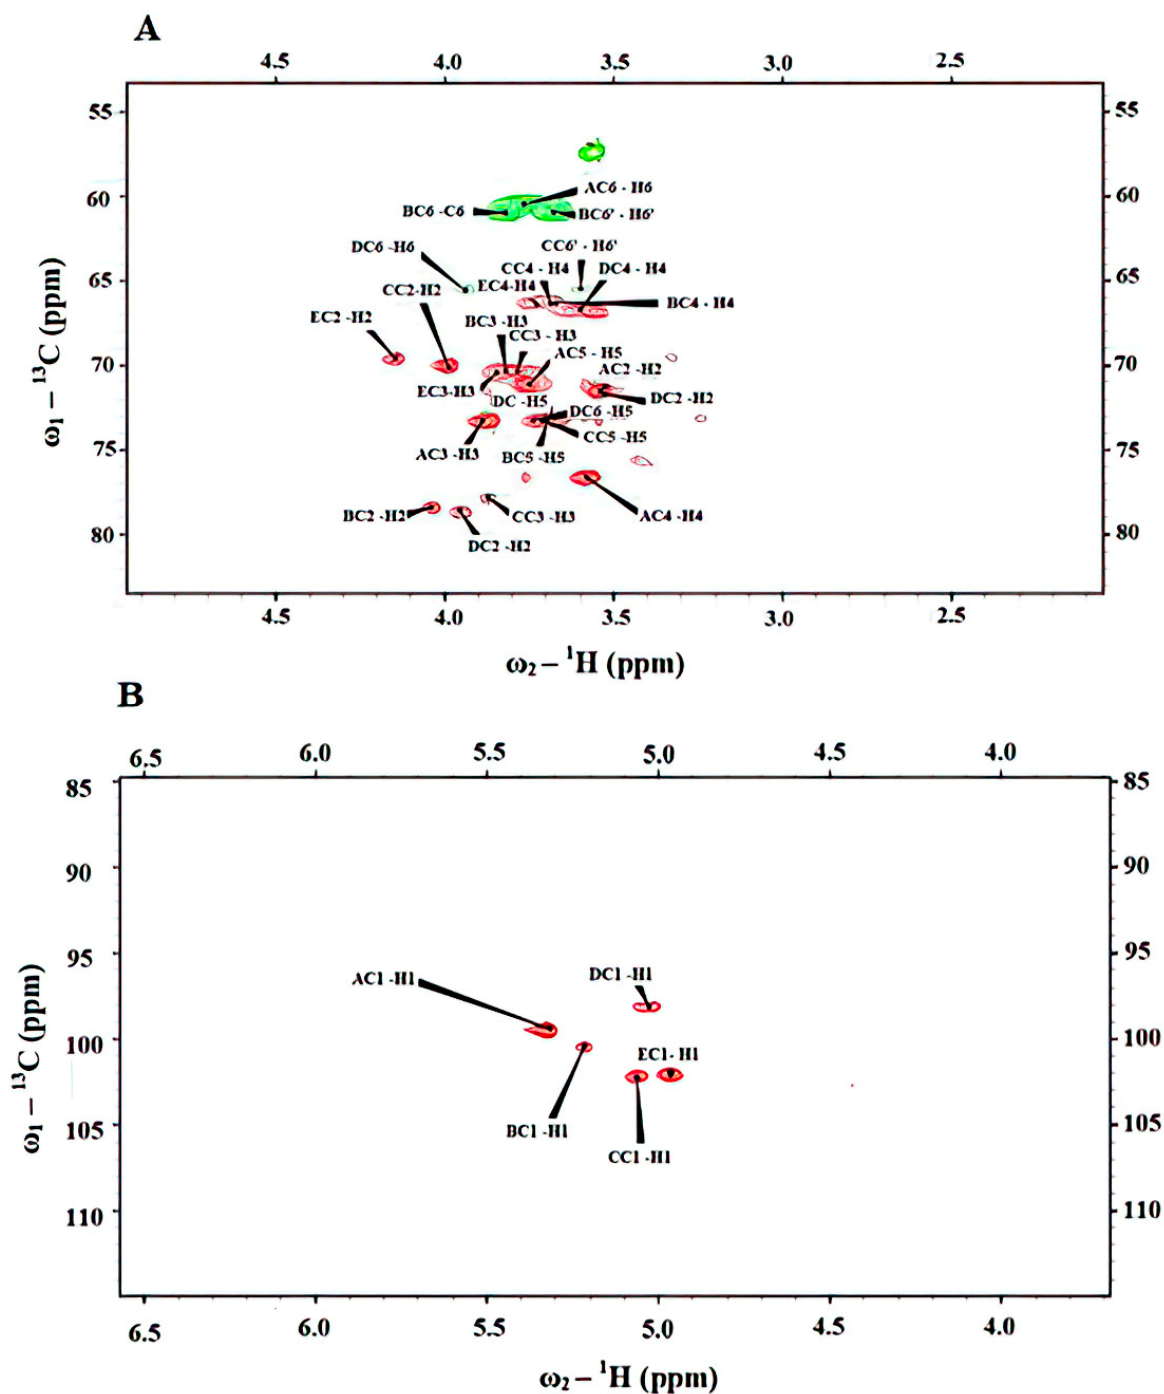 A
4.5 4.0 3.5 3.0 2.5
55 55
AC6 - H6
60 60
BC6 -C6 BC6' - H6'
DC6 -H6 CC6' - H6'
CC4 - H4 DC4 - H4
65 EC4-H4 65
CC2-H2 BC4 - H4
EC2 - H2 BC3 - H3
CC3 - H3
AC5 - H5
70 AC2 -H2 70
EC3-H3
DC -H5 DC2 -H2
DC6 -H5
CC5 -H5
75 AC3 -H3 BC5 -H5 75
BC2 -H2 CC3 -H3 AC4 -H4
80 DC2 -H2 80
4.5 4.0 3.5 3.0 2.5
ω1 – 13C (ppm)
ω2 – 1H (ppm)
B
6.5 6.0 5.5 5.0 4.5 4.0
85 85
90 90
95 95
AC1 -H1 DC1 -H1
100 100
EC1- H1
105 105
BC1 -H1
CC1 -H1
110 110
6.5 6.0 5.5 5.0 4.5 4.0
ω1 – 13C (ppm)
ω2 – 1H (ppm)